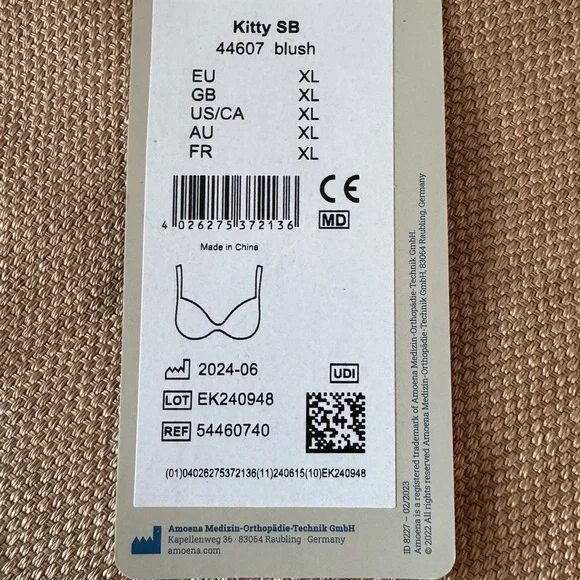 Kitty SB
44607 blush
EU XL
GB XL
US/CA XL
AU XL
FR XL
CE
MD
4 026275 372136
Made in China
2024-06
UDI
LOT EK240948
REF 54460740
(01)04026275372136(11)240615(10)EK240948
Amoena Medizin-Orthopädie-Technik GmbH
Kapellenweg 36 · 83064 Raubling · Germany
amoena.com
ID 8227 – 02/2023
Amoena is a registered trademark of Amoena Medizin-Orthopädie-Technik GmbH.
© 2022 All rights reserved Amoena Medizin-Orthopädie-Technik GmbH, 83064 Raubling, Germany